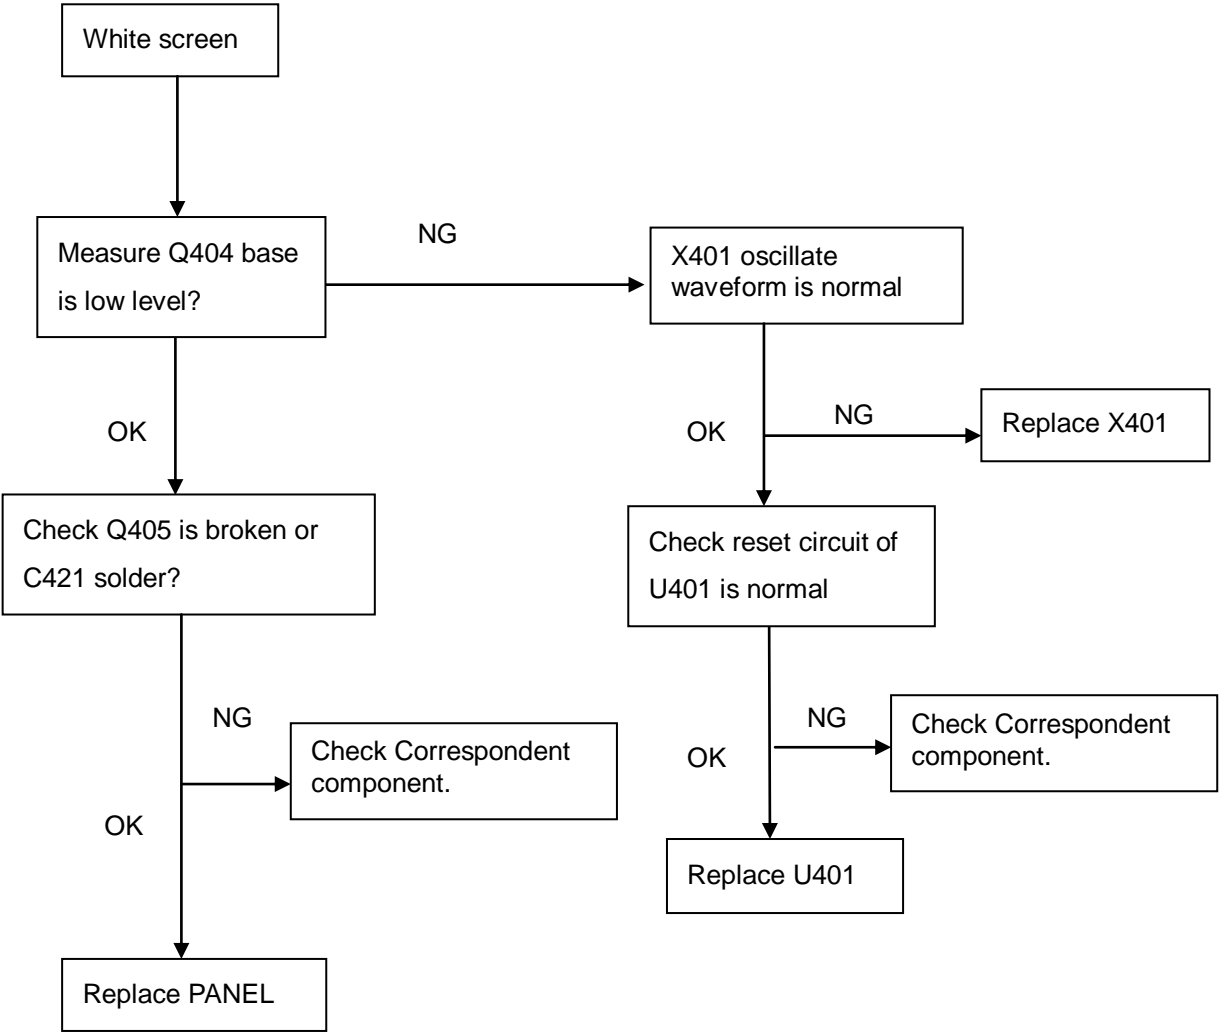 White screen
Measure Q404 base
is low level?
NG
X401 oscillate
waveform is normal
OK
OK
NG
Replace X401
Check Q405 is broken or
C421 solder?
Check reset circuit of
U401 is normal
NG
Check Correspondent
component.
OK
OK
NG
Check Correspondent
component.
Replace U401
Replace PANEL